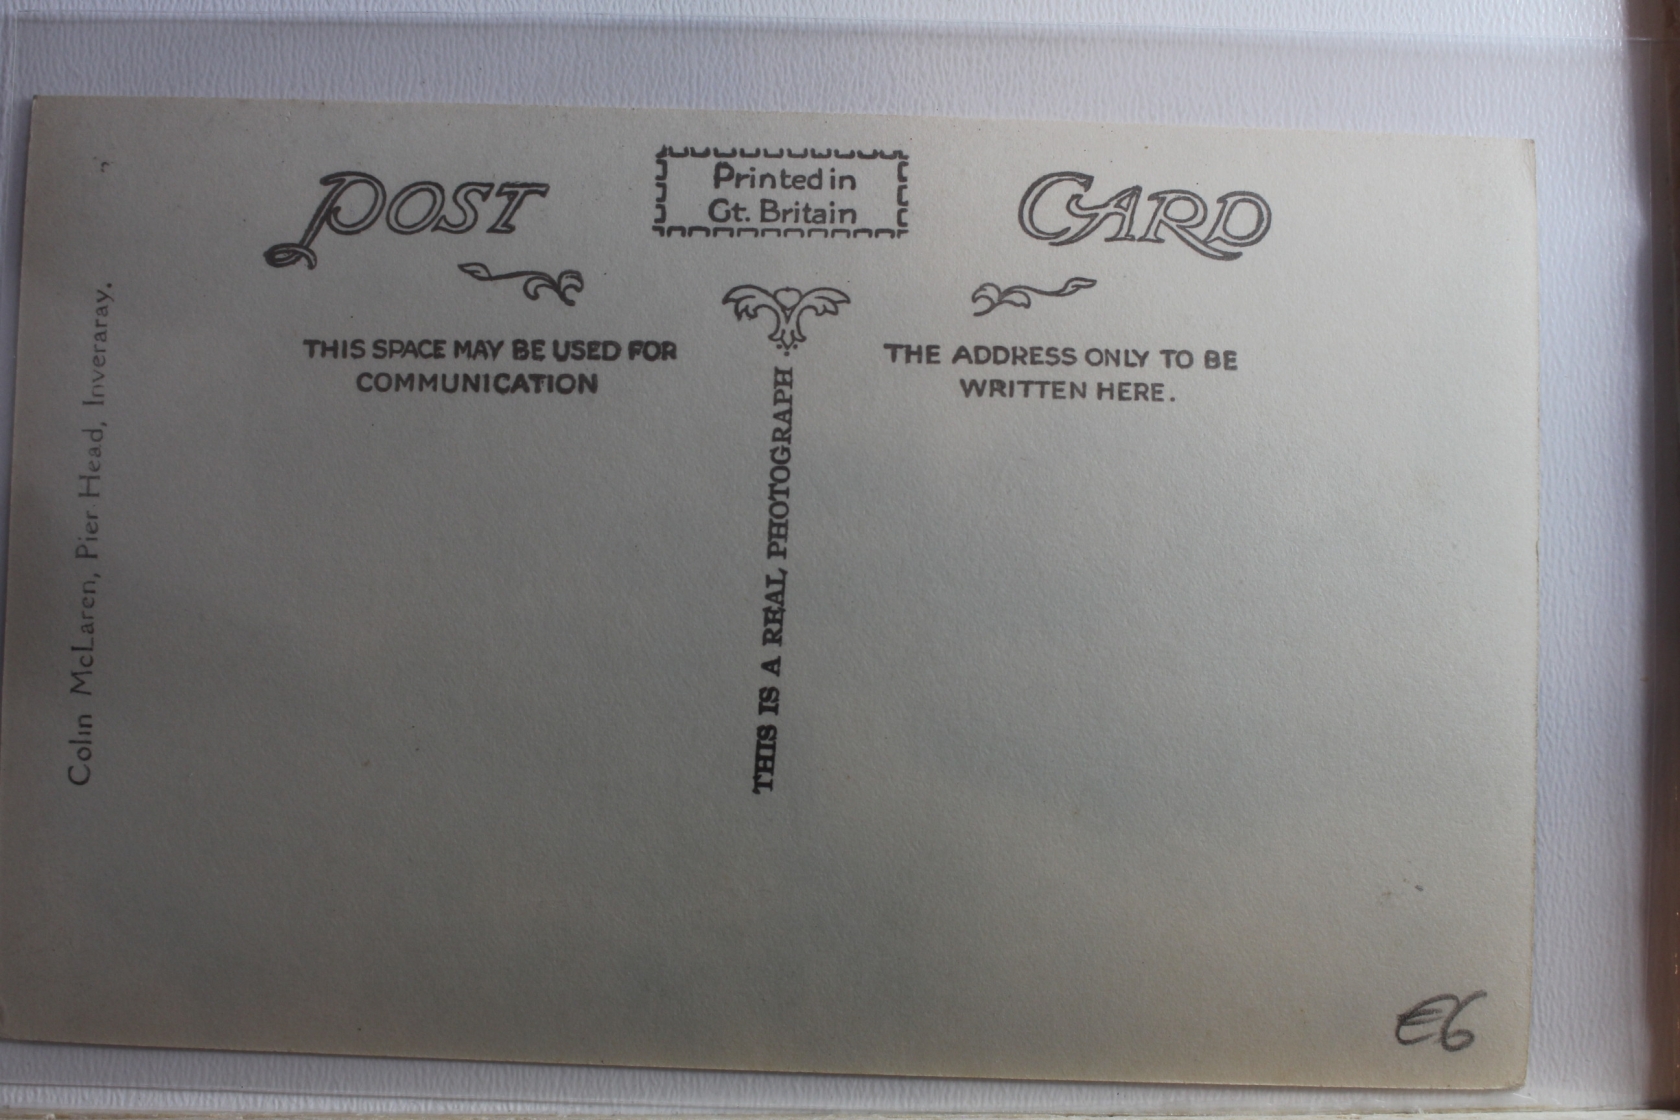 POST CARD
Printed in
Gt. Britain
THIS SPACE MAY BE USED FOR
COMMUNICATION
THE ADDRESS ONLY TO BE
WRITTEN HERE.
THIS IS A REAL PHOTOGRAPH
Colin McLaren, Pier Head, Inveraray.
€6